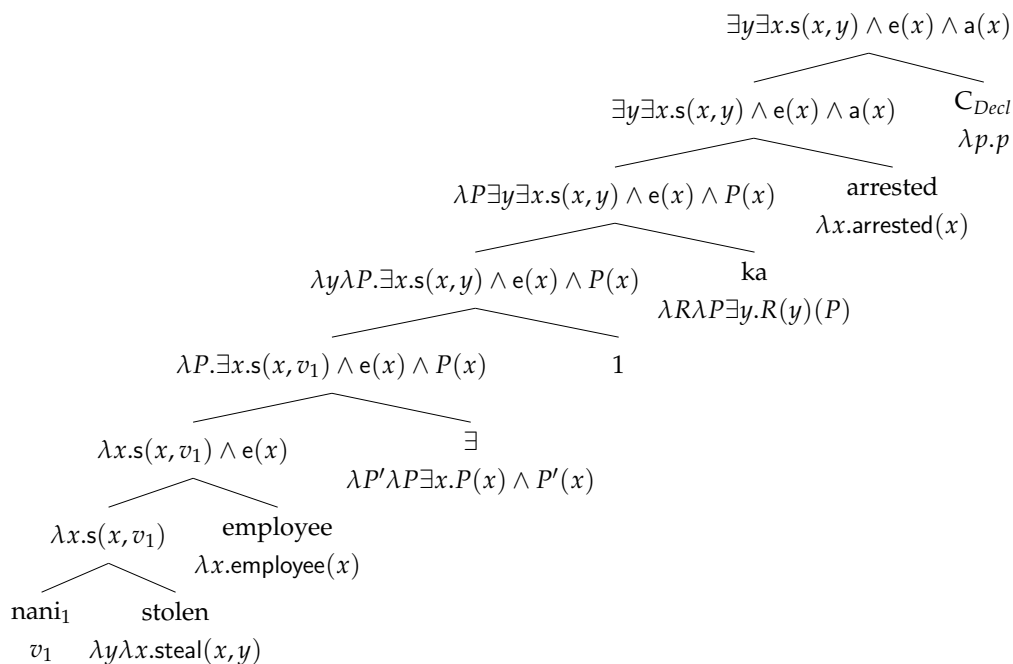 ∃y∃x.s(x, y) ∧ e(x) ∧ a(x)
∃y∃x.s(x, y) ∧ e(x) ∧ a(x)
C_Decl
λp.p
λP∃y∃x.s(x, y) ∧ e(x) ∧ P(x)
arrested
λx.arrested(x)
λyλP.∃x.s(x, y) ∧ e(x) ∧ P(x)
ka
λRλP∃y.R(y)(P)
λP.∃x.s(x, v₁) ∧ e(x) ∧ P(x)
1
λx.s(x, v₁) ∧ e(x)
∃
λP′λP∃x.P(x) ∧ P′(x)
λx.s(x, v₁)
employee
λx.employee(x)
nani₁
stolen
v₁
λyλx.steal(x, y)